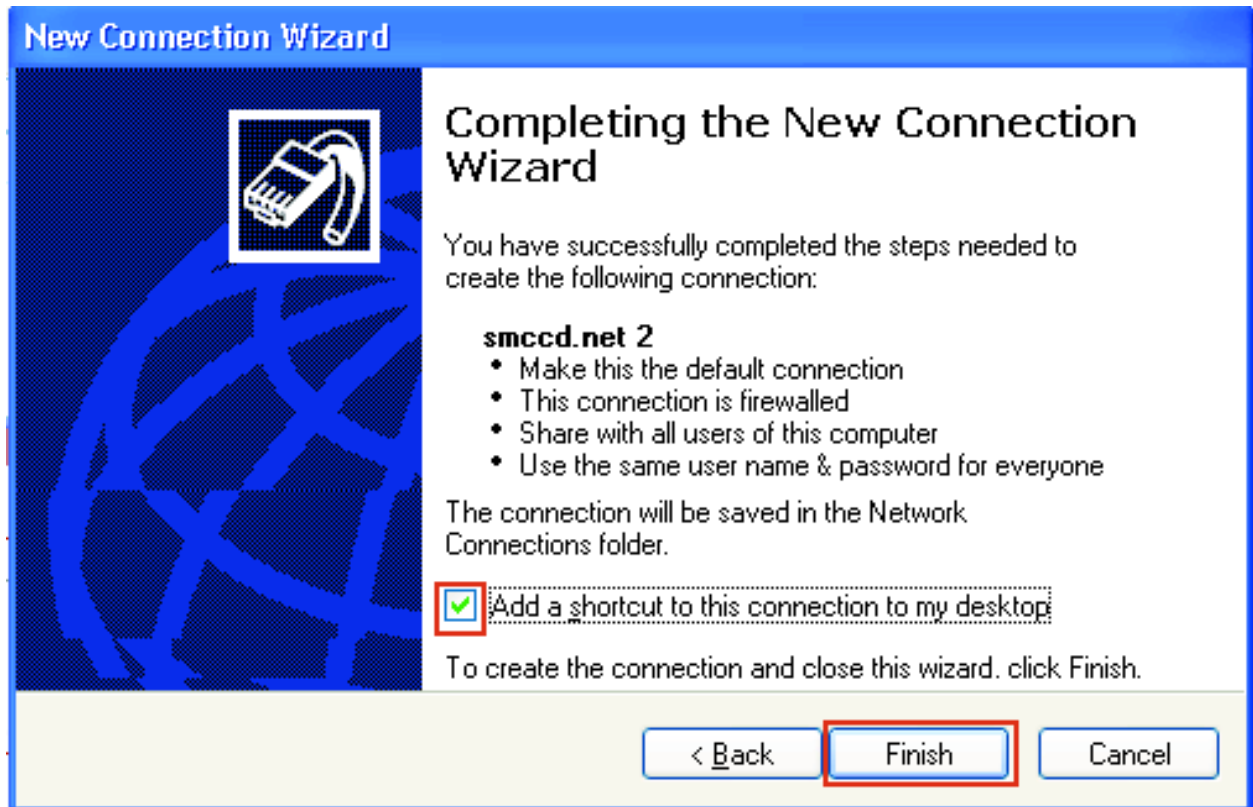 New Connection Wizard
Completing the New Connection
Wizard
You have successfully completed the steps needed to
create the following connection:
smccd.net 2
• Make this the default connection
• This connection is firewalled
• Share with all users of this computer
• Use the same user name & password for everyone
The connection will be saved in the Network
Connections folder.
Add a shortcut to this connection to my desktop
To create the connection and close this wizard. click Finish.
< Back Finish Cancel